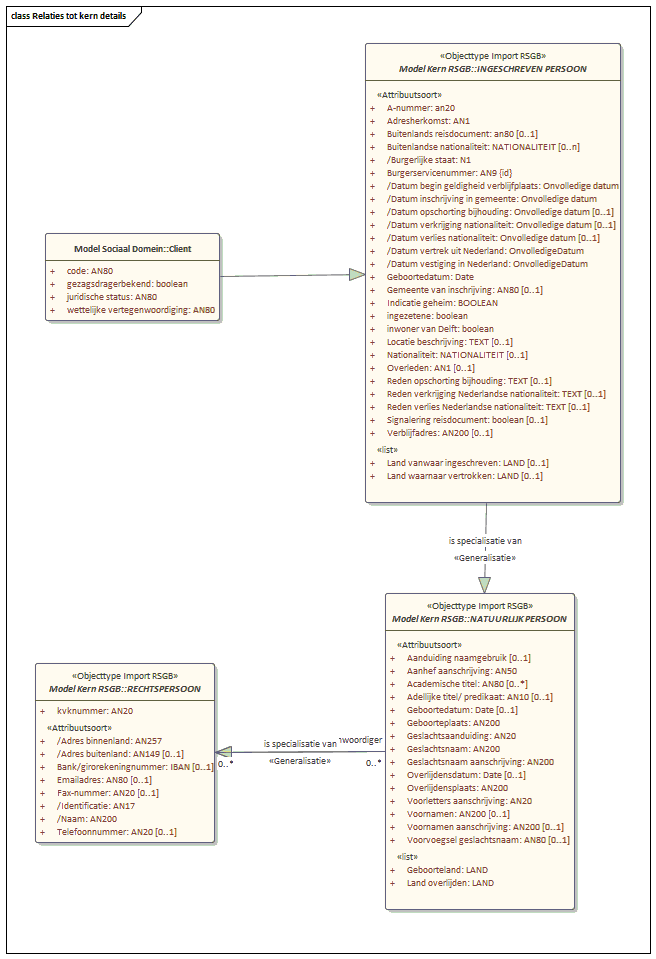 class Relaties tot kern details
«Objecttype Import RSGB»
Model Kern RSGB::INGESCHREVEN PERSOON
«Attribuutsoort»
+ A-nummer: an20
+ Adresherkomst: AN1
+ Buitenlands reisdocument: an80 [0..1]
+ Buitenlandse nationaliteit: NATIONALITEIT [0..n]
+ /Burgerlijke staat: N1
+ Burgerservicenummer: AN9 {id}
+ /Datum begin geldigheid verblijfplaats: Onvolledige datum
+ /Datum inschrijving in gemeente: Onvolledige datum
+ /Datum opschorting bijhouding: Onvolledige datum [0..1]
+ /Datum verkrijging nationaliteit: Onvolledige datum [0..1]
+ /Datum verlies nationaliteit: Onvolledige datum [0..1]
+ /Datum vertrek uit Nederland: OnvolledigeDatum
+ /Datum vestiging in Nederland: OnvolledigeDatum
+ Geboortedatum: Date
+ Gemeente van inschrijving: AN80 [0..1]
+ Indicatie geheim: BOOLEAN
+ ingezetene: boolean
+ inwoner van Delft: boolean
+ Locatie beschrijving: TEXT [0..1]
+ Nationaliteit: NATIONALITEIT [0..1]
+ Overleden: AN1 [0..1]
+ Reden opschorting bijhouding: TEXT [0..1]
+ Reden verkrijging Nederlandse nationaliteit: TEXT [0..1]
+ Reden verlies Nederlandse nationaliteit: TEXT [0..1]
+ Signalering reisdocument: boolean [0..1]
+ Verblijfadres: AN200 [0..1]
«list»
+ Land vanwaar ingeschreven: LAND [0..1]
+ Land waarnaar vertrokken: LAND [0..1]
Model Sociaal Domein::Client
+ code: AN80
+ gezagsdragerbekend: boolean
+ juridische status: AN80
+ wettelijke vertegenwoordiging: AN80
is specialisatie van
«Generalisatie»
«Objecttype Import RSGB»
Model Kern RSGB::NATUURLIJK PERSOON
«Attribuutsoort»
+ Aanduiding naamgebruik [0..1]
+ Aanhef aanschrijving: AN50
+ Academische titel: AN80 [0..*]
+ Adellijke titel/ predikaat: AN10 [0..1]
+ Geboortedatum: Date [0..1]
+ Geboorteplaats: AN200
+ Geslachtsaanduiding: AN20
+ Geslachtsnaam: AN200
+ Geslachtsnaam aanschrijving: AN200
+ Overlijdensdatum: Date [0..1]
+ Overlijdensplaats: AN200
+ Voorletters aanschrijving: AN20
+ Voornamen: AN200 [0..1]
+ Voornamen aanschrijving: AN200 [0..1]
+ Voorvoegsel geslachtsnaam: AN80 [0..1]
«list»
+ Geboorteland: LAND
+ Land overlijden: LAND
«Objecttype Import RSGB»
Model Kern RSGB::RECHTSPERSOON
+ kvknummer: AN20
«Attribuutsoort»
+ /Adres binnenland: AN257
+ /Adres buitenland: AN149 [0..1]
+ Bank/girorekeningnummer: IBAN [0..1]
+ Emailadres: AN80 [0..1]
+ Fax-nummer: AN20 [0..1]
+ /Identificatie: AN17
+ /Naam: AN200
+ Telefoonnummer: AN20 [0..1]
is specialisatie van
woordiger
0..* «Generalisatie» 0..*